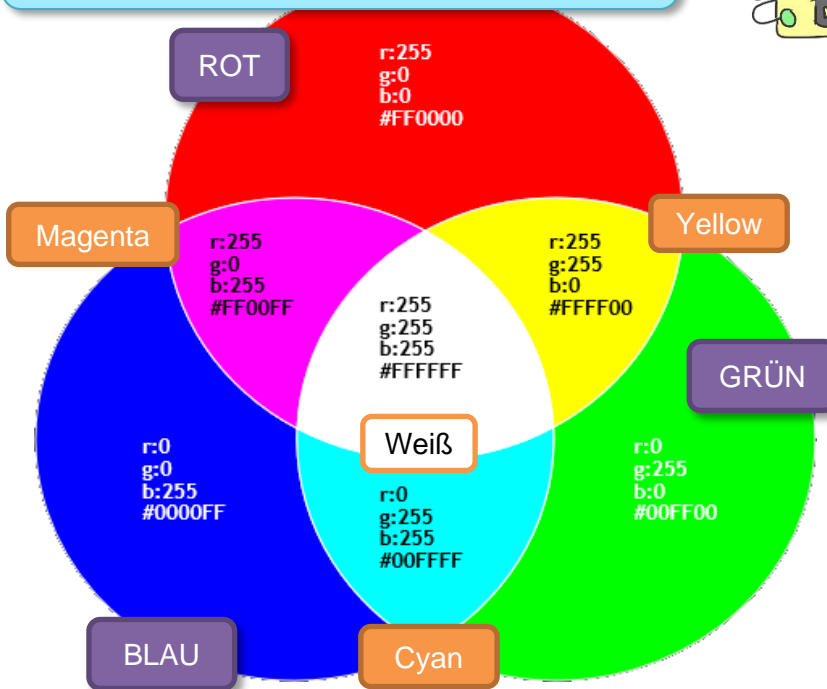 ROT
r:255
g:0
b:0
#FF0000
Magenta
r:255
g:0
b:255
#FF00FF
Yellow
r:255
g:255
b:0
#FFFF00
r:255
g:255
b:255
#FFFFFF
Weiß
GRÜN
r:0
g:0
b:255
#0000FF
r:0
g:255
b:0
#00FF00
r:0
g:255
b:255
#00FFFF
BLAU
Cyan